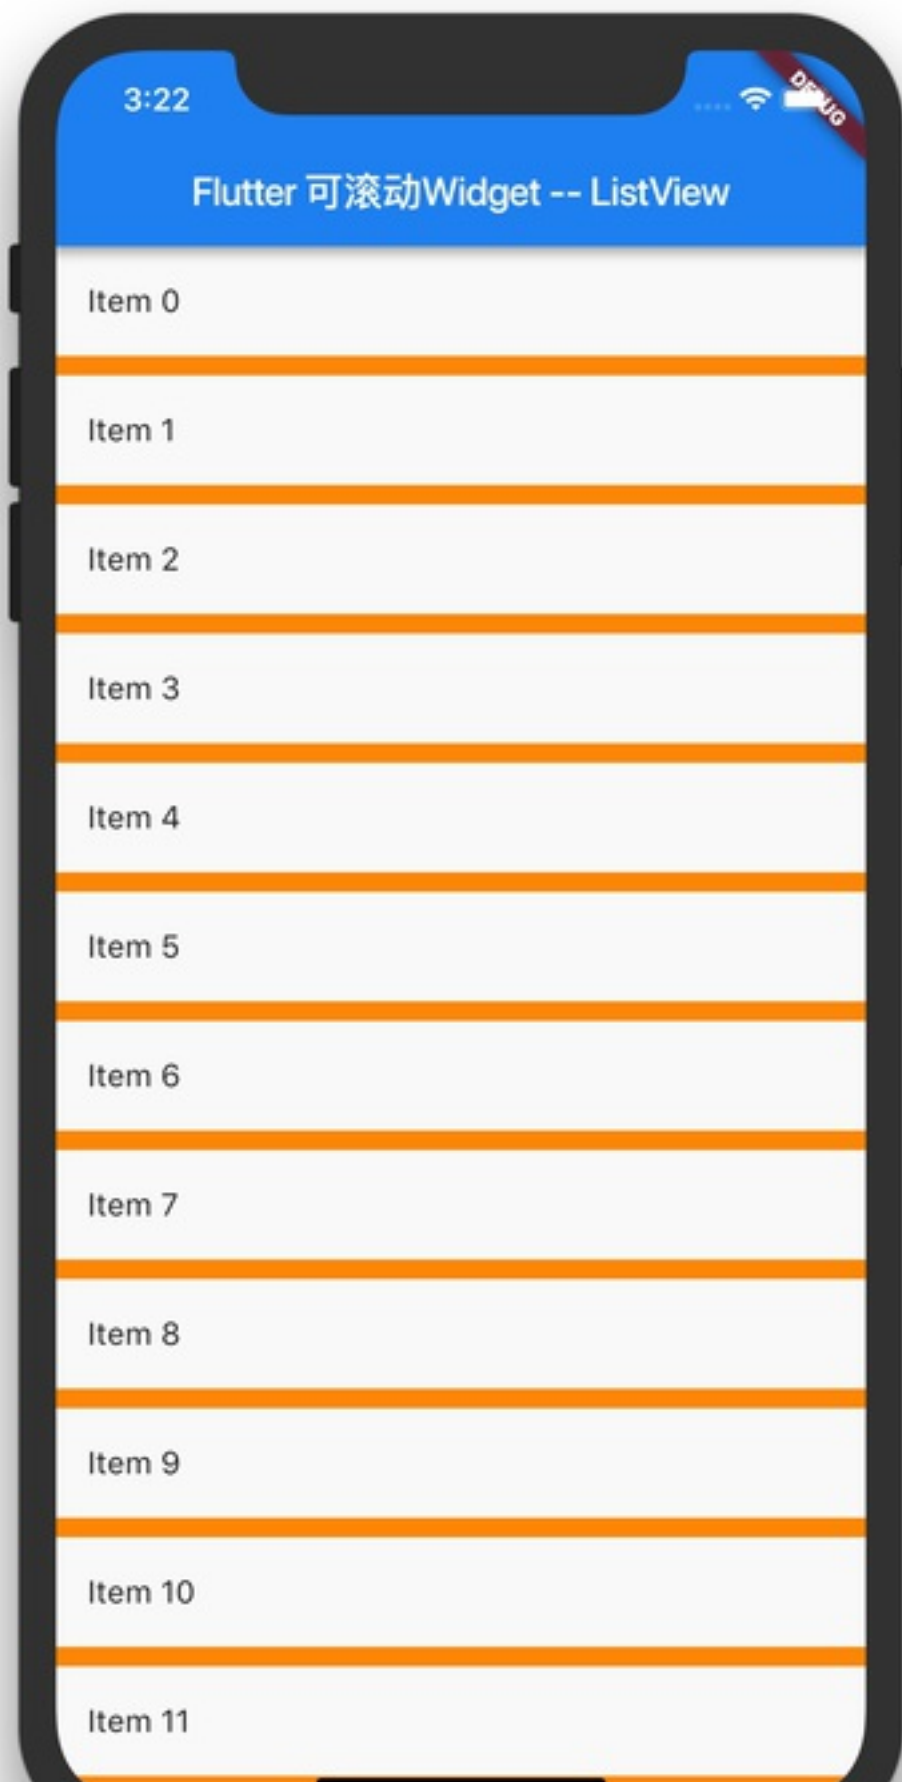 3:22
DEBUG
Flutter 可滚动Widget -- ListView
Item 0
Item 1
Item 2
Item 3
Item 4
Item 5
Item 6
Item 7
Item 8
Item 9
Item 10
Item 11